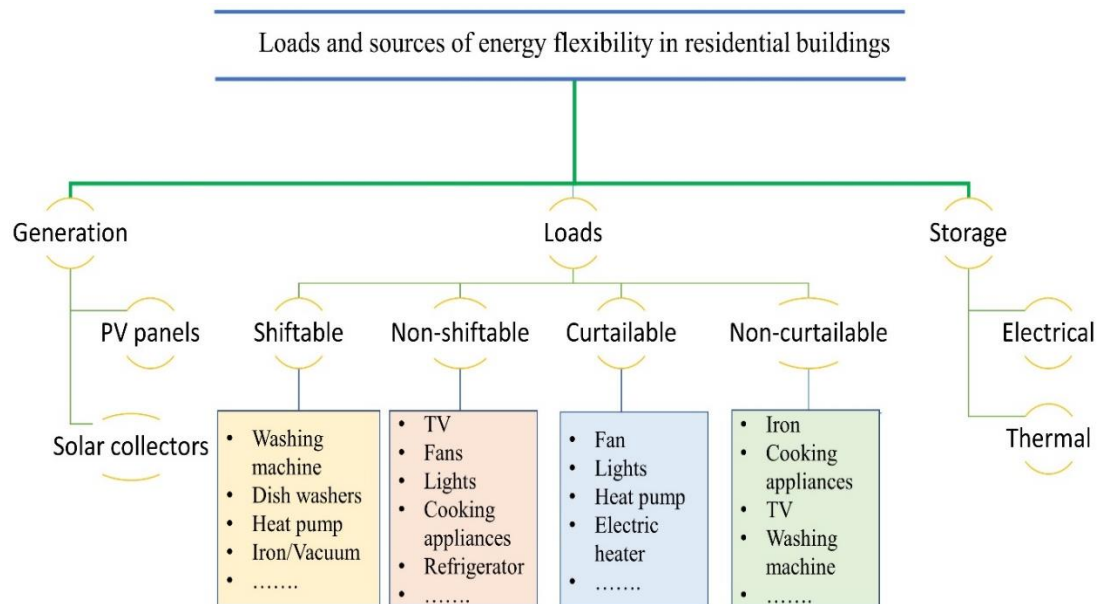 Loads and sources of energy flexibility in residential buildings
Generation
Loads
Storage
PV panels
Solar collectors
Shiftable
Non-shiftable
Curtailable
Non-curtailable
Electrical
Thermal
• Washing
machine
• Dish washers
• Heat pump
• Iron/Vacuum
• …….
• TV
• Fans
• Lights
• Cooking
appliances
• Refrigerator
• …….
• Fan
• Lights
• Heat pump
• Electric
heater
• …….
• Iron
• Cooking
appliances
• TV
• Washing
machine
• …….